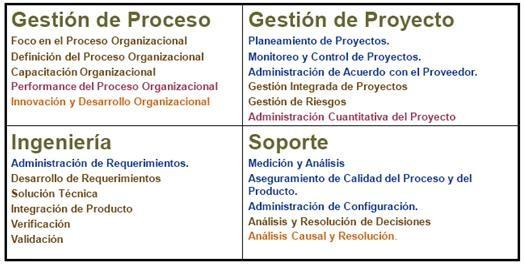 Gestión de Proceso
Foco en el Proceso Organizacional
Definición del Proceso Organizacional
Capacitación Organizacional
Performance del Proceso Organizacional
Innovación y Desarrollo Organizacional
Gestión de Proyecto
Planeamiento de Proyectos.
Monitoreo y Control de Proyectos.
Administración de Acuerdo con el Proveedor.
Gestión Integrada de Proyectos
Gestión de Riesgos
Administración Cuantitativa del Proyecto
Ingeniería
Administración de Requerimientos.
Desarrollo de Requerimientos
Solución Técnica
Integración de Producto
Verificación
Validación
Soporte
Medición y Análisis
Aseguramiento de Calidad del Proceso y del
Producto.
Administración de Configuración.
Análisis y Resolución de Decisiones
Análisis Causal y Resolución.